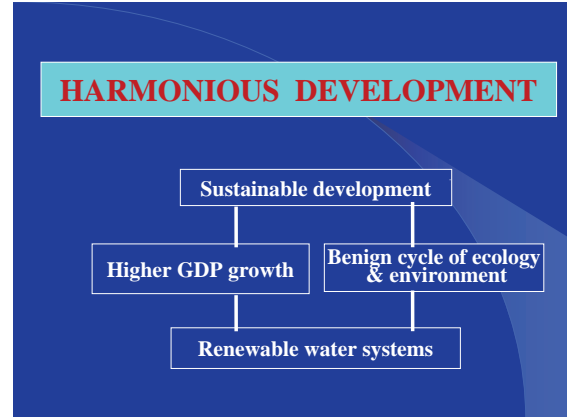 HARMONIOUS DEVELOPMENT
Sustainable development
Higher GDP growth
Benign cycle of ecology
& environment
Renewable water systems